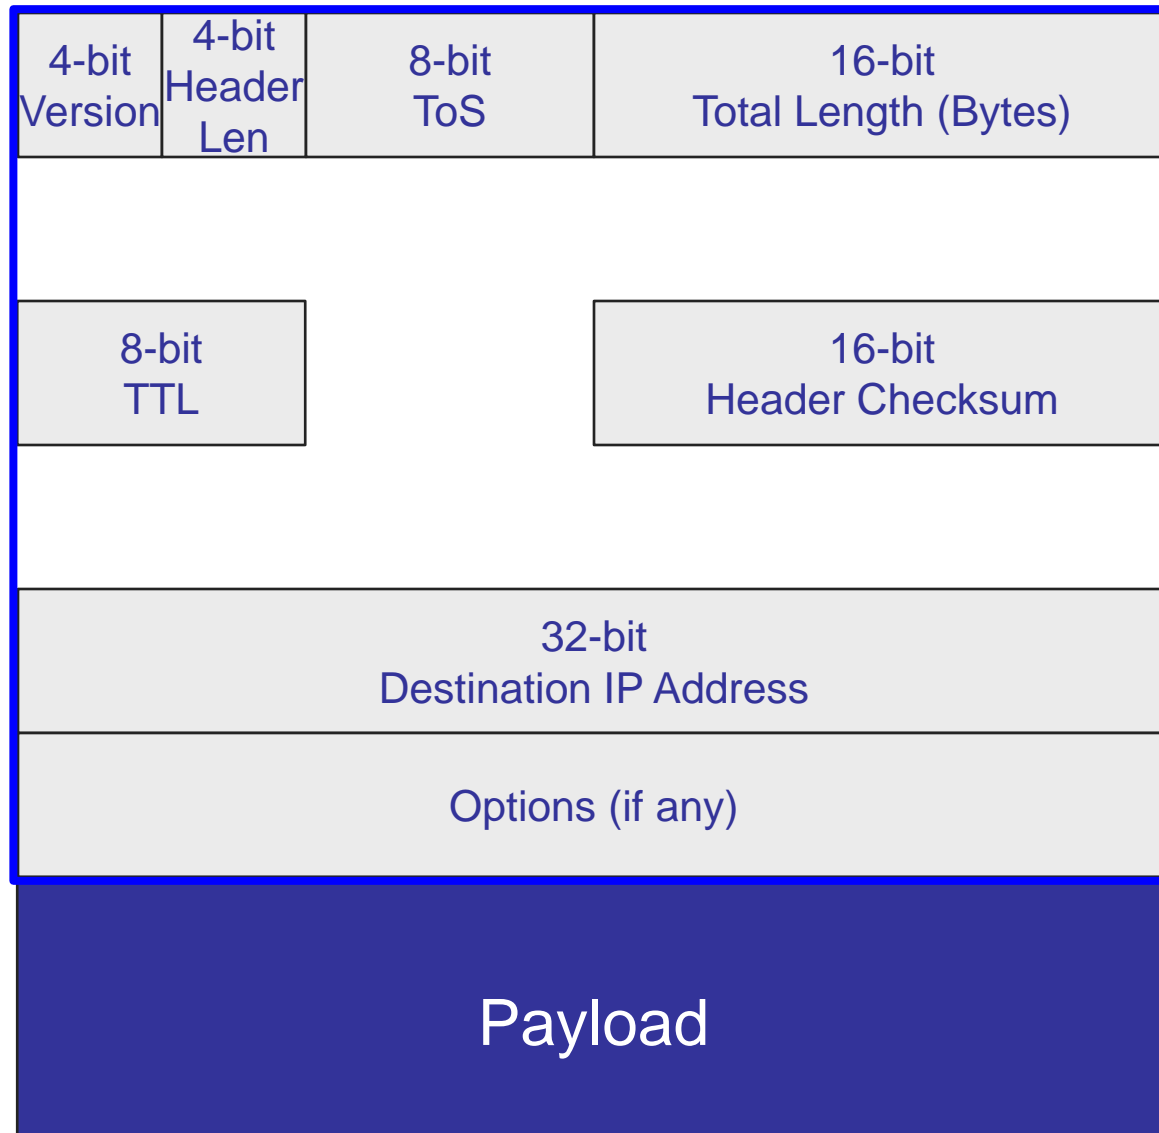 4-bit
Version
4-bit
Header
Len
8-bit
ToS
16-bit
Total Length (Bytes)
8-bit
TTL
16-bit
Header Checksum
32-bit
Destination IP Address
Options (if any)
Payload